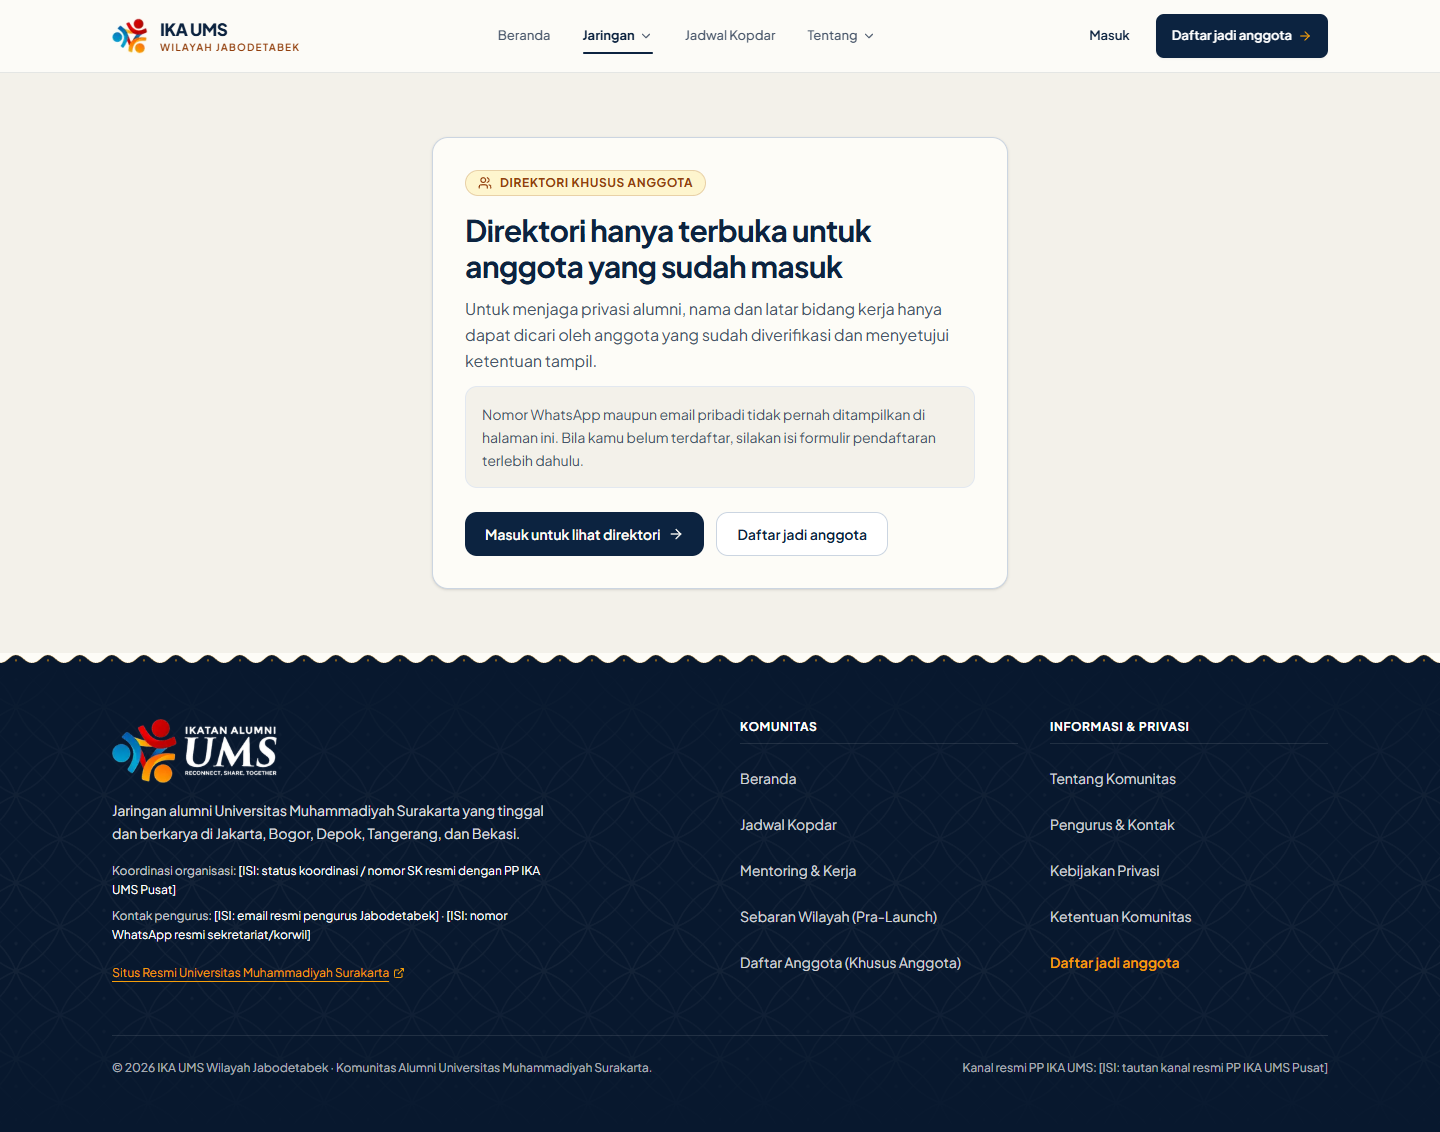 IKA UMS
WILAYAH JABODETABEK
Beranda
Jaringan
Jadwal Kopdar
Tentang
Masuk
Daftar jadi anggota
DIREKTORI KHUSUS ANGGOTA
Direktori hanya terbuka untuk
anggota yang sudah masuk
Untuk menjaga privasi alumni, nama dan latar bidang kerja hanya
dapat dicari oleh anggota yang sudah diverifikasi dan menyetujui
ketentuan tampil.
Nomor WhatsApp maupun email pribadi tidak pernah ditampilkan di
halaman ini. Bila kamu belum terdaftar, silakan isi formulir pendaftaran
terlebih dahulu.
Masuk untuk lihat direktori
Daftar jadi anggota
IKATAN ALUMNI
UMS
RECONNECT, SHARE, TOGETHER
Jaringan alumni Universitas Muhammadiyah Surakarta yang tinggal
dan berkarya di Jakarta, Bogor, Depok, Tangerang, dan Bekasi.
Koordinasi organisasi: [ISI: status koordinasi / nomor SK resmi dengan PP IKA
UMS Pusat]
Kontak pengurus: [ISI: email resmi pengurus Jabodetabek] · [ISI: nomor
WhatsApp resmi sekretariat/korwil]
Situs Resmi Universitas Muhammadiyah Surakarta
KOMUNITAS
Beranda
Jadwal Kopdar
Mentoring & Kerja
Sebaran Wilayah (Pra-Launch)
Daftar Anggota (Khusus Anggota)
INFORMASI & PRIVASI
Tentang Komunitas
Pengurus & Kontak
Kebijakan Privasi
Ketentuan Komunitas
Daftar jadi anggota
© 2026 IKA UMS Wilayah Jabodetabek · Komunitas Alumni Universitas Muhammadiyah Surakarta.
Kanal resmi PP IKA UMS: [ISI: tautan kanal resmi PP IKA UMS Pusat]